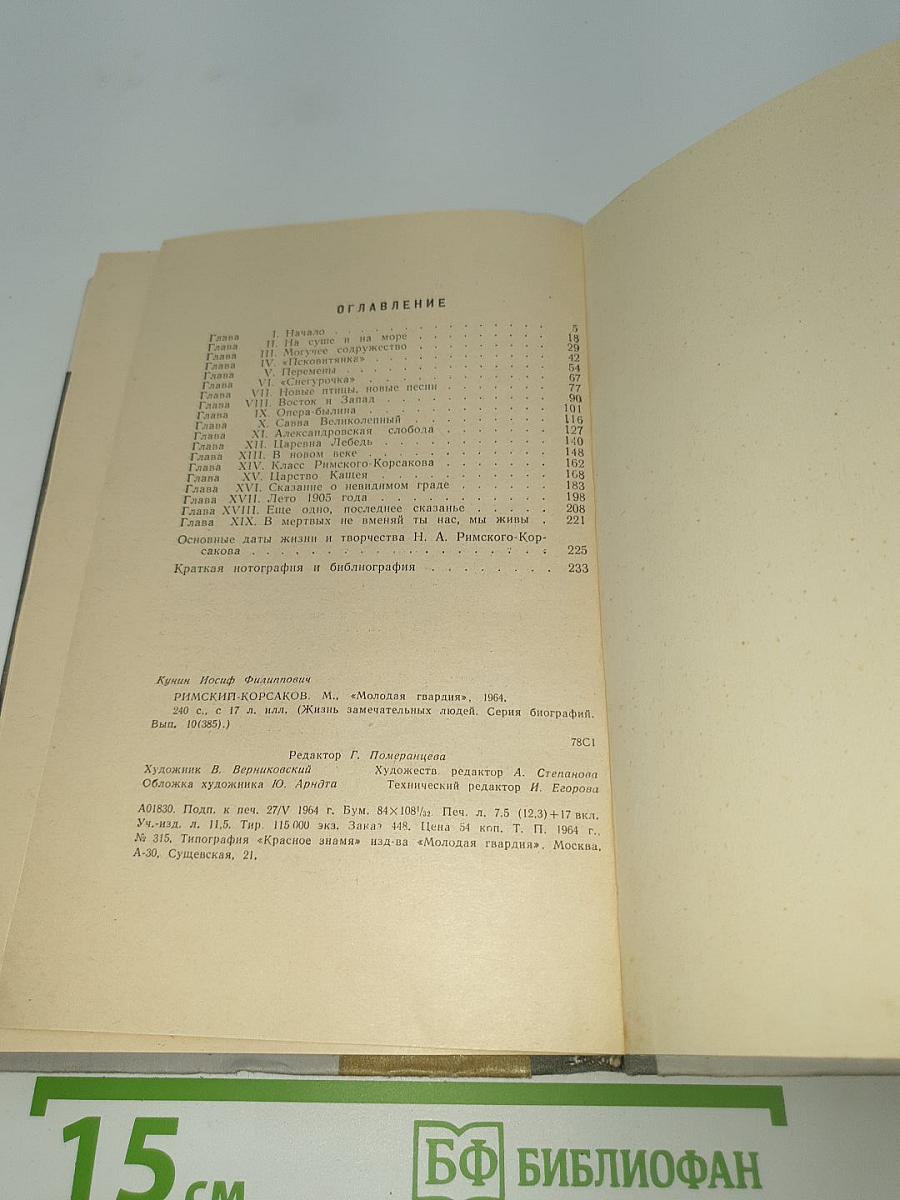 ОГЛАВЛЕНИЕ
Глава I. Начало . . . . . . . . . . . . . . 5
Глава II. На суше и на море . . . . . . . . 18
Глава III. Могучее содружество . . . . . . . 29
Глава IV. «Псковитянка» . . . . . . . . . . 42
Глава V. Перемены . . . . . . . . . . . . 54
Глава VI. «Снегурочка» . . . . . . . . . . 67
Глава VII. Новые птицы, новые песни . . . . . 77
Глава VIII. Восток и Запад . . . . . . . . . 90
Глава IX. Опера-былина . . . . . . . . . . 101
Глава X. Савва Великолепный . . . . . . . . 116
Глава XI. Александровская слобода . . . . . . 127
Глава XII. Царевна Лебедь . . . . . . . . . 140
Глава XIII. В новом веке . . . . . . . . . . 148
Глава XIV. Класс Римского-Корсакова . . . . . 162
Глава XV. Царство Кащея . . . . . . . . . 168
Глава XVI. Сказание о невидимом граде . . . . 183
Глава XVII. Лето 1905 года . . . . . . . . . 198
Глава XVIII. Еще одно, последнее сказанье . . . . 208
Глава XIX. В мертвых не вменяй ты нас, мы живы . 221
Основные даты жизни и творчества Н. А. Римского-Кор-
сакова . . . . . . . . . . . . . . . 225
Краткая нотография и библиография . . . . . . . . 233
Кунин Иосиф Филиппович
РИМСКИЙ-КОРСАКОВ. М., «Молодая гвардия», 1964.
240 с., с 17 л. илл. (Жизнь замечательных людей. Серия биографий.
Вып. 10(385).)
78С1
Редактор Г. Померанцева
Художник В. Верниковский Художеств редактор А. Степанова
Обложка художника Ю. Арндта Технический редактор И. Егорова
А01830. Подп. к печ. 27/V 1964 г. Бум. 84×108¹/₃₂. Печ. л. 7.5 (12,3)+17 вкл.
Уч.-изд. л. 11,5. Тир. 115 000 экз. Заказ 448. Цена 54 коп. Т. П. 1964 г.,
№ 315. Типография «Красное знамя» изд-ва «Молодая гвардия». Москва,
А-30, Сущевская, 21.
15 см
БФ БИБЛИОФАН